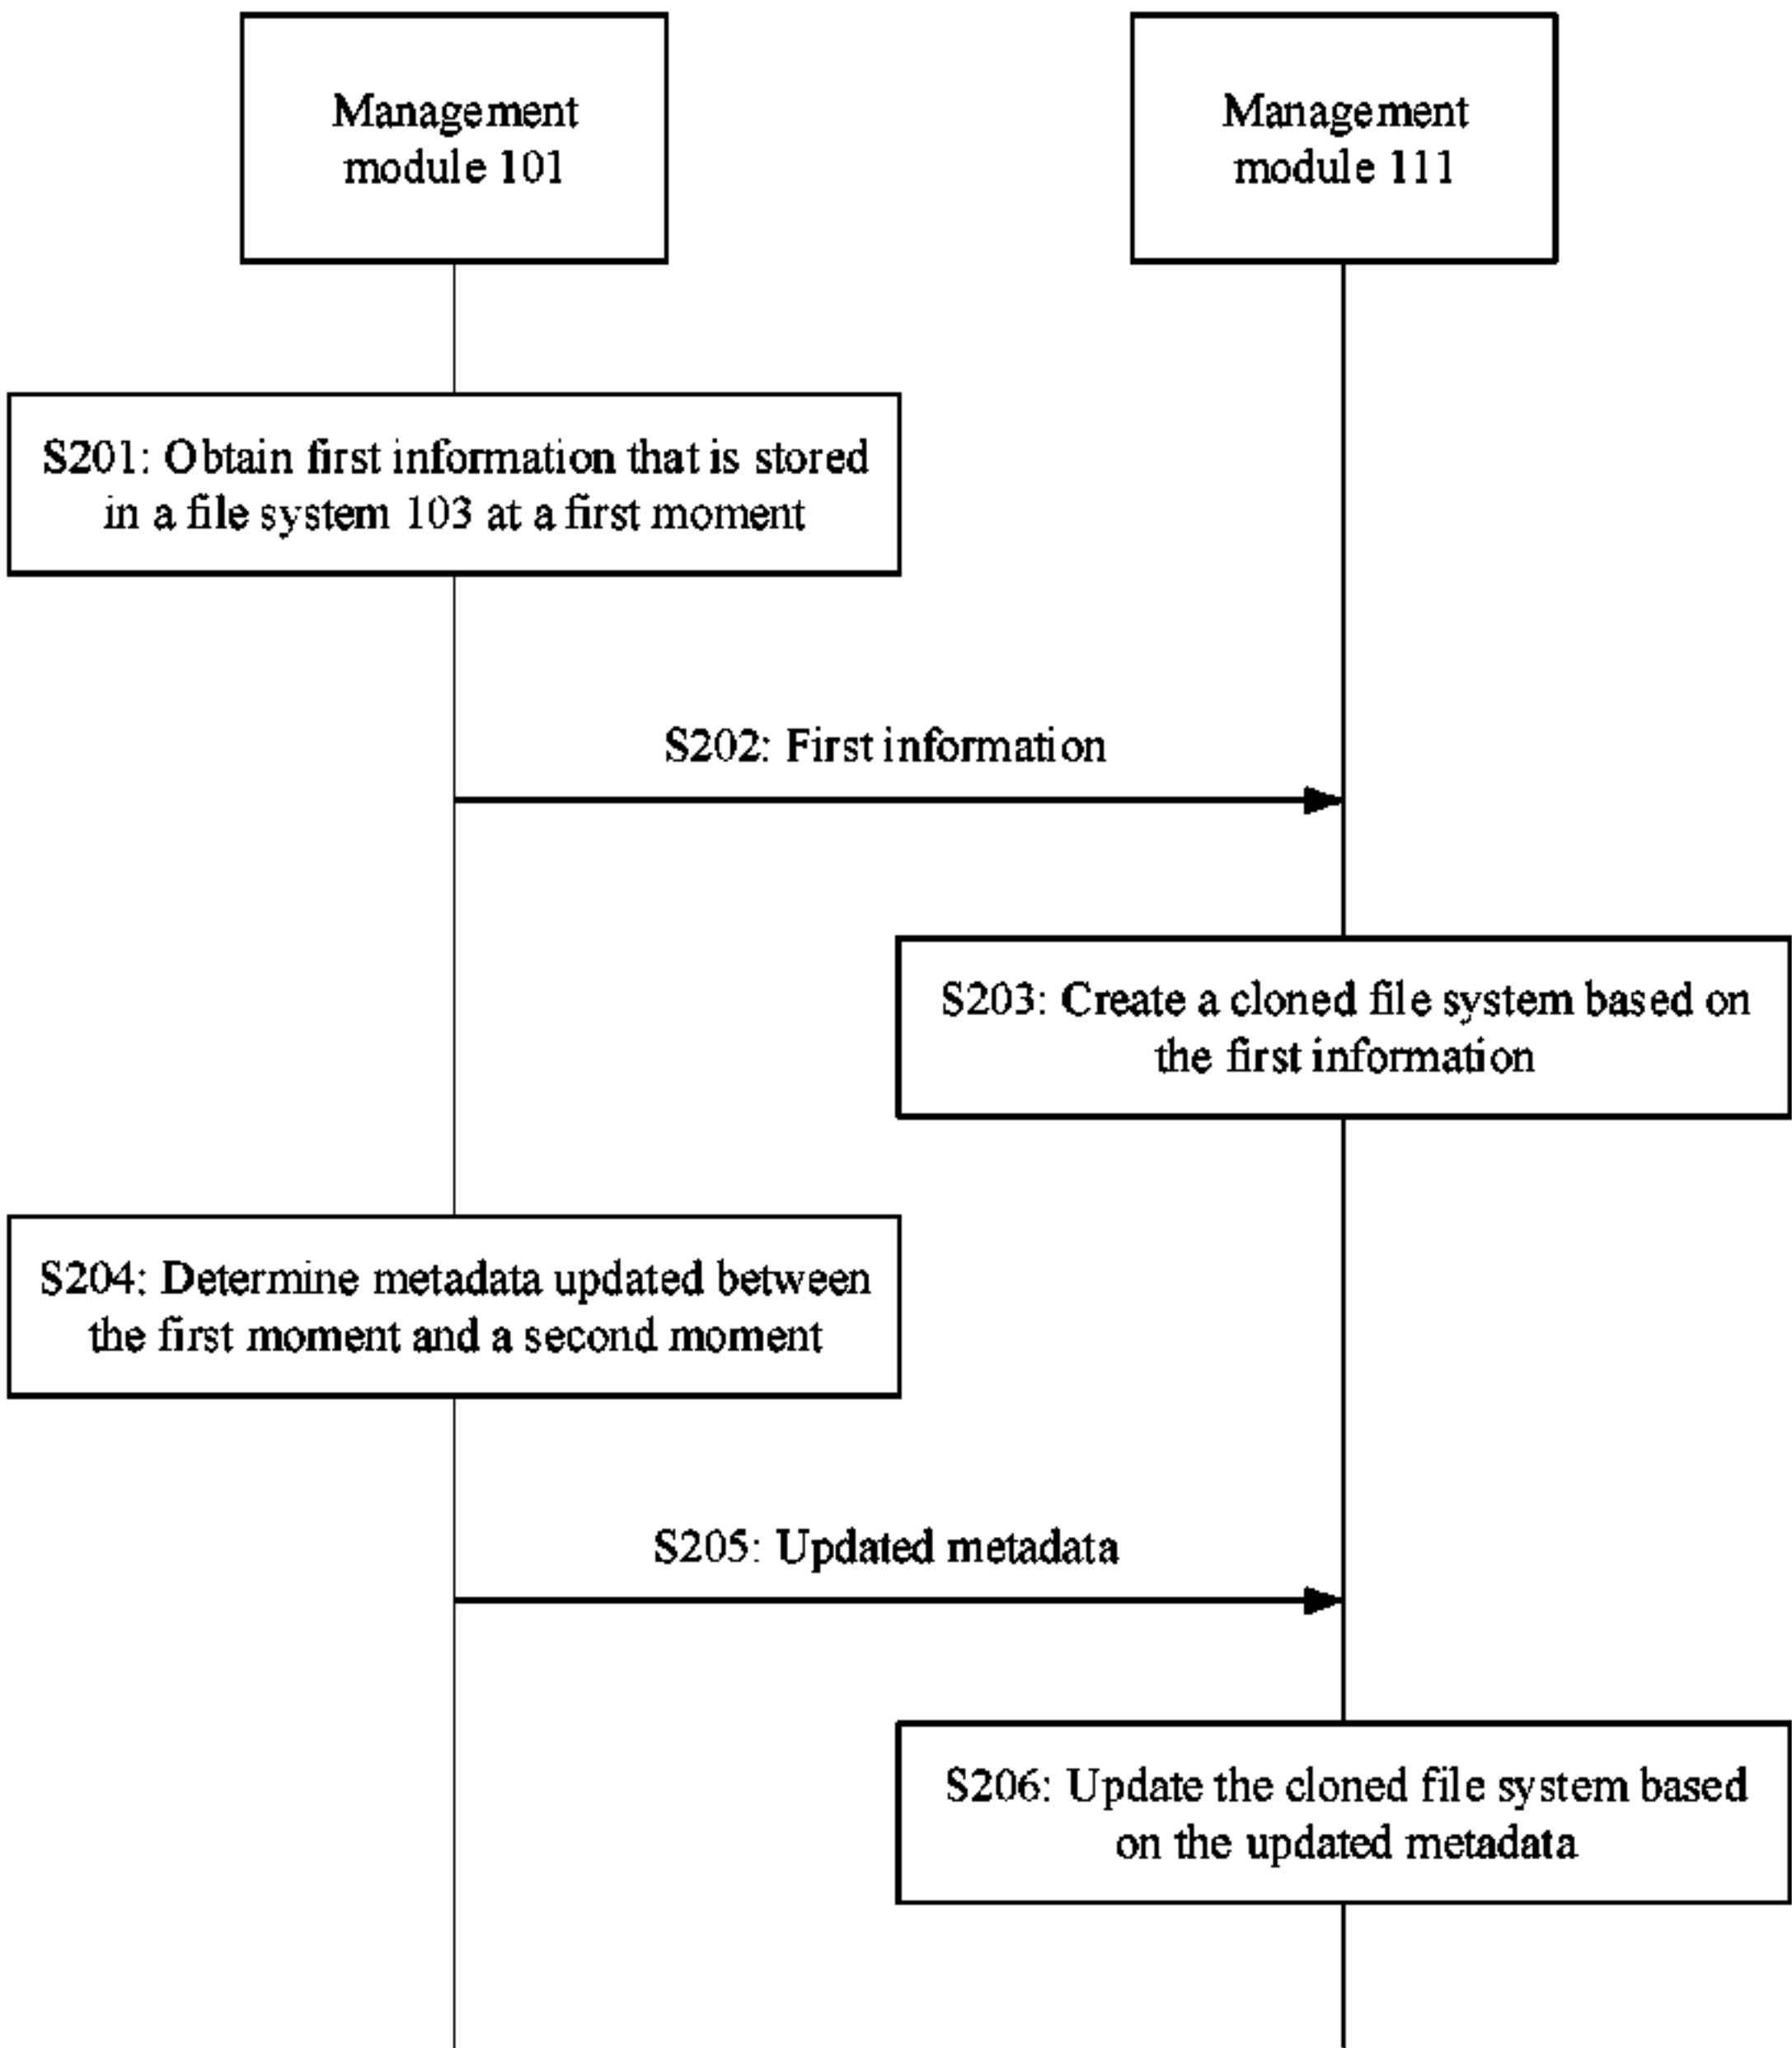 Management
module 101
Management
module 111
S201: Obtain first information that is stored
in a file system 103 at a first moment
S202: First information
S203: Create a cloned file system based on
the first information
S204: Determine metadata updated between
the first moment and a second moment
S205: Updated metadata
S206: Update the cloned file system based
on the updated metadata